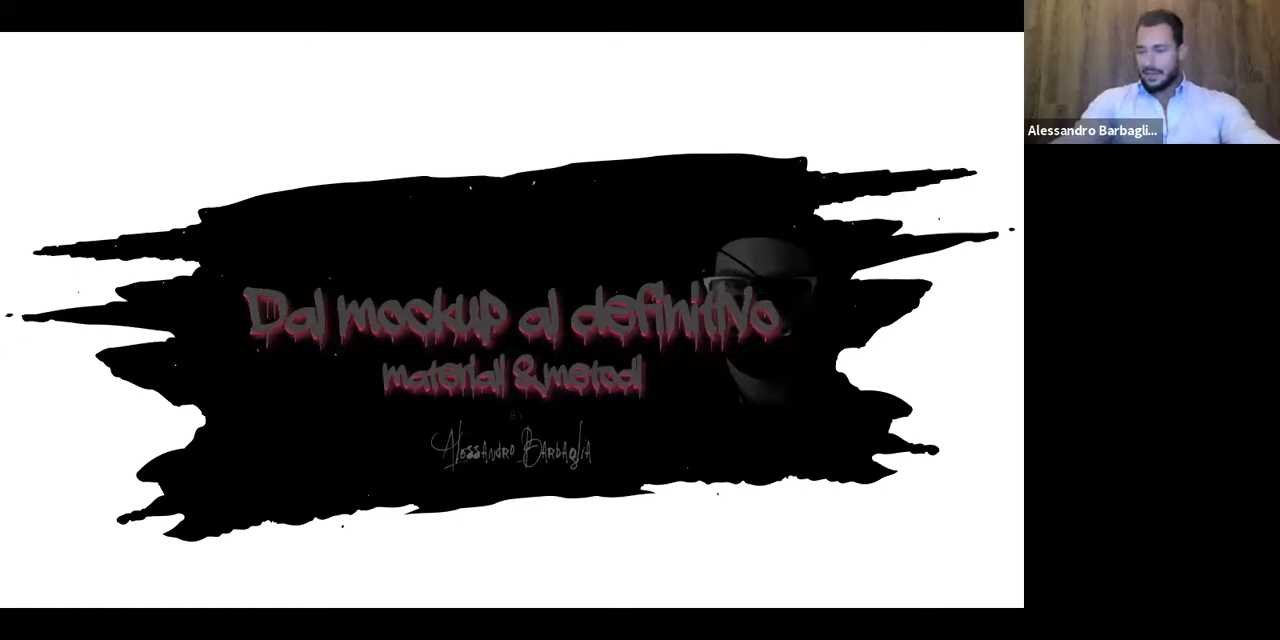 Dal mockup al definitivo
materiali & metodi
BY
Alessandro Barbaglia
Alessandro Barbagli...